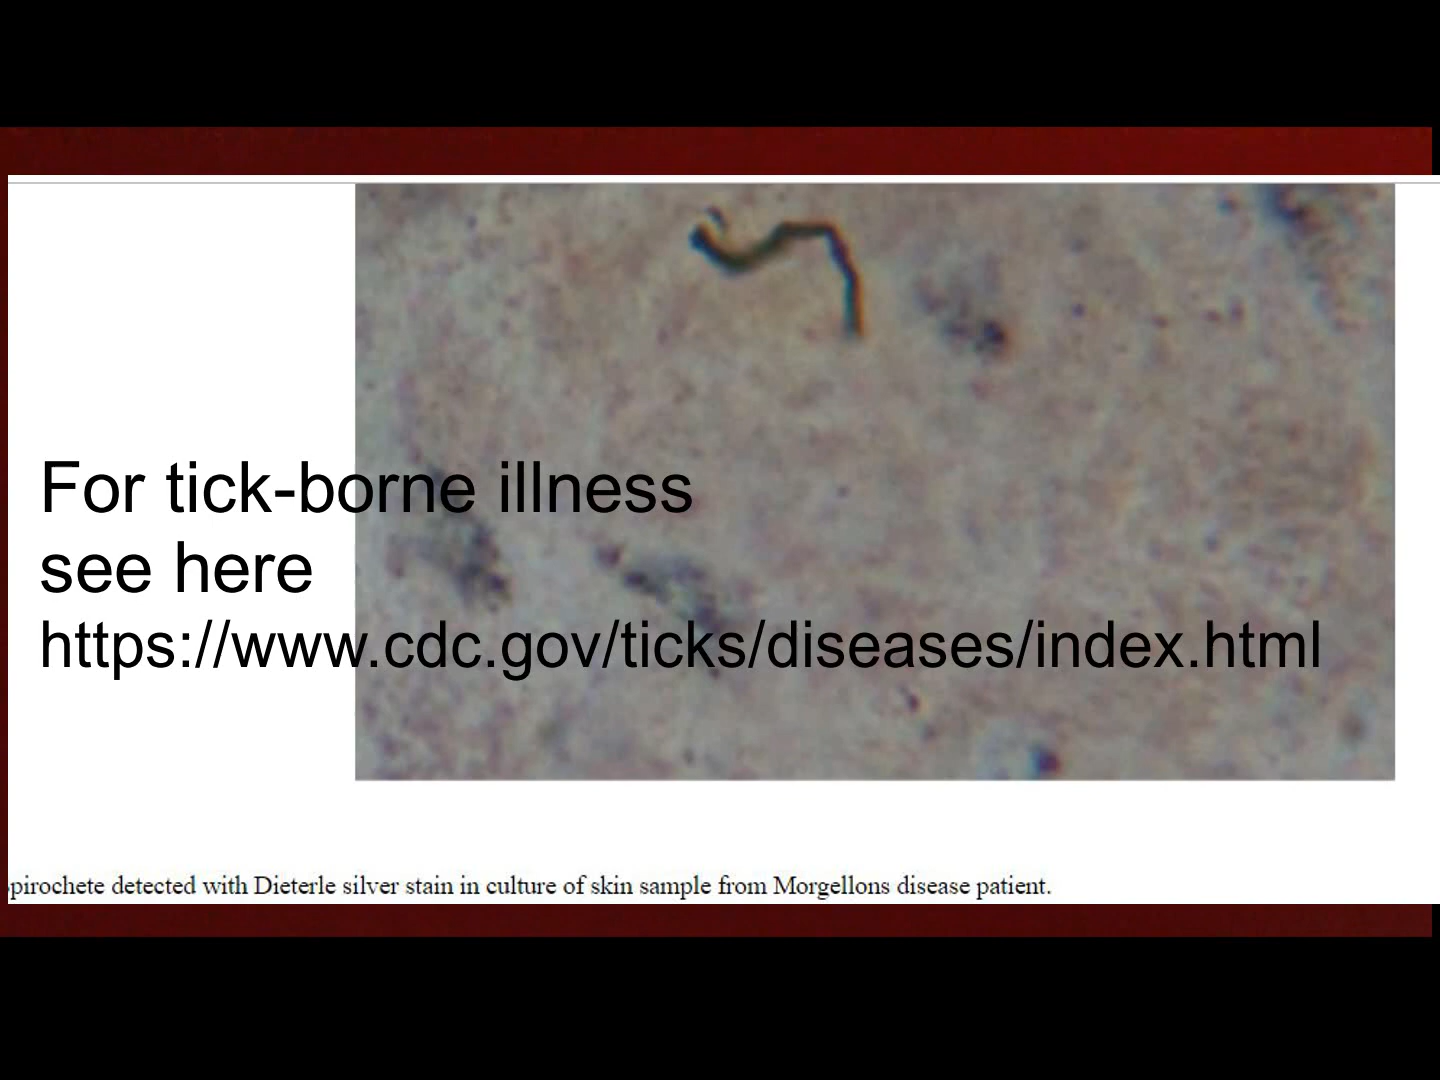 For tick-borne illness
see here
https://www.cdc.gov/ticks/diseases/index.html
pirochete detected with Dieterle silver stain in culture of skin sample from Morgellons disease patient.